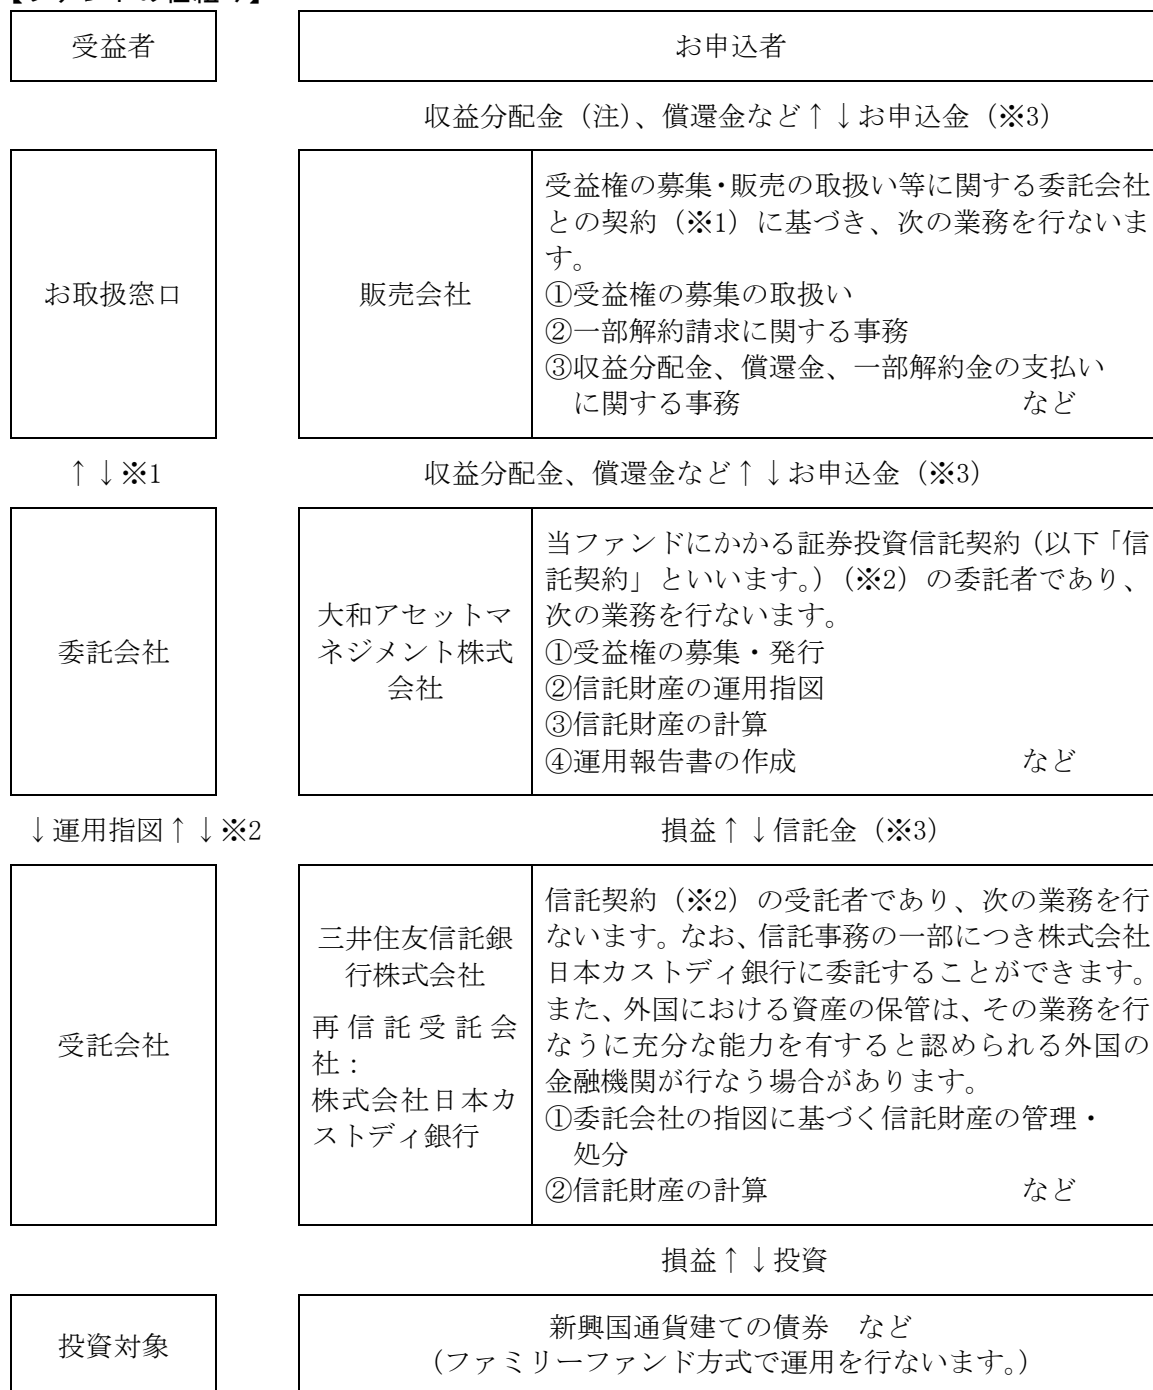 受益者
お申込者
収益分配金（注）、償還金など↑↓お申込金（※3）
お取扱窓口
販売会社
受益権の募集・販売の取扱い等に関する委託会社
との契約（※1）に基づき、次の業務を行ないま
す。
①受益権の募集の取扱い
②一部解約請求に関する事務
③収益分配金、償還金、一部解約金の支払い
に関する事務　など
↑↓※1
収益分配金、償還金など↑↓お申込金（※3）
委託会社
大和アセットマ
ネジメント株式
会社
当ファンドにかかる証券投資信託契約（以下「信
託契約」といいます。）（※2）の委託者であり、
次の業務を行ないます。
①受益権の募集・発行
②信託財産の運用指図
③信託財産の計算
④運用報告書の作成　など
↓運用指図↑↓※2
損益↑↓信託金（※3）
受託会社
三井住友信託銀
行株式会社
再信託受託会
社：
株式会社日本カ
ストディ銀行
信託契約（※2）の受託者であり、次の業務を行
ないます。なお、信託事務の一部につき株式会社
日本カストディ銀行に委託することができます。
また、外国における資産の保管は、その業務を行
なうに充分な能力を有すると認められる外国の
金融機関が行なう場合があります。
①委託会社の指図に基づく信託財産の管理・
処分
②信託財産の計算　など
損益↑↓投資
投資対象
新興国通貨建ての債券　など
（ファミリーファンド方式で運用を行ないます。）